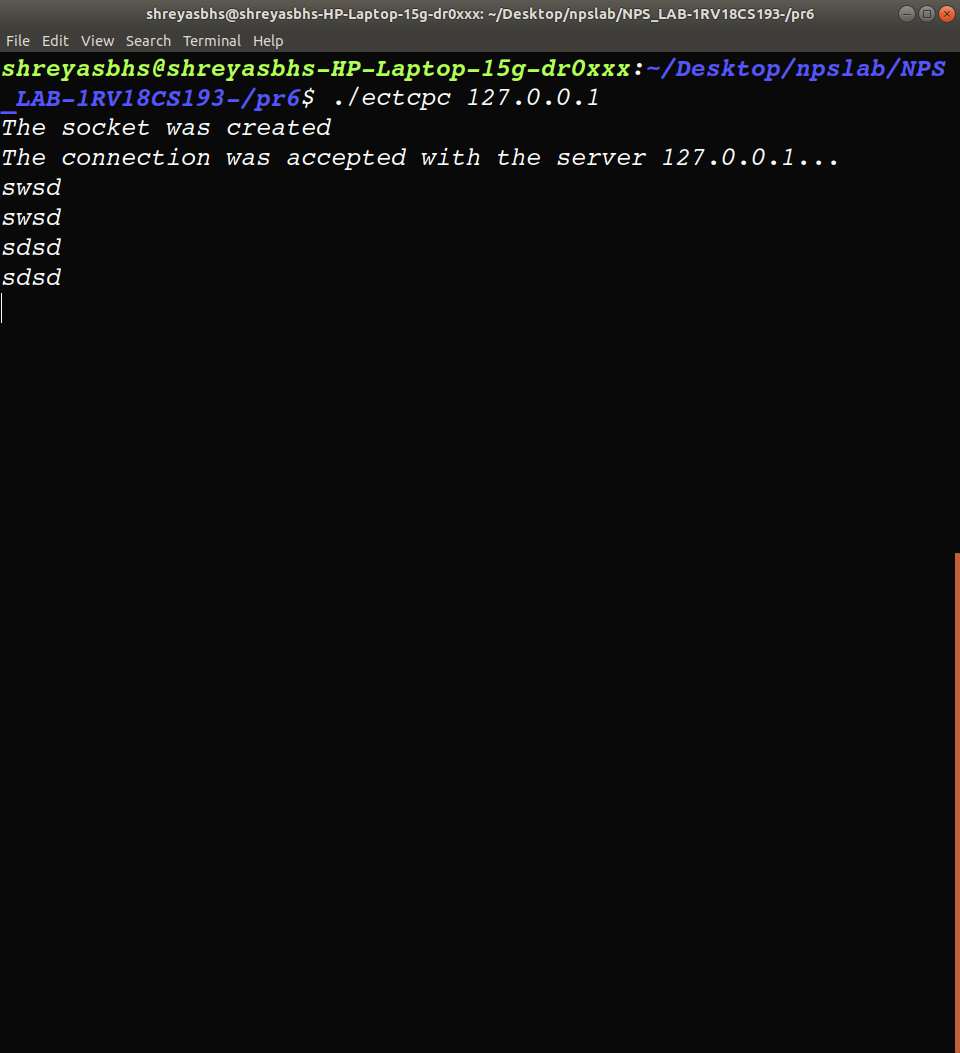 shreyasbhs@shreyasbhs-HP-Laptop-15g-dr0xxx: ~/Desktop/npslab/NPS_LAB-1RV18CS193-/pr6
File Edit View Search Terminal Help
shreyasbhs@shreyasbhs-HP-Laptop-15g-dr0xxx:~/Desktop/npslab/NPS
_LAB-1RV18CS193-/pr6$ ./ectcpc 127.0.0.1
The socket was created
The connection was accepted with the server 127.0.0.1...
swsd
swsd
sdsd
sdsd